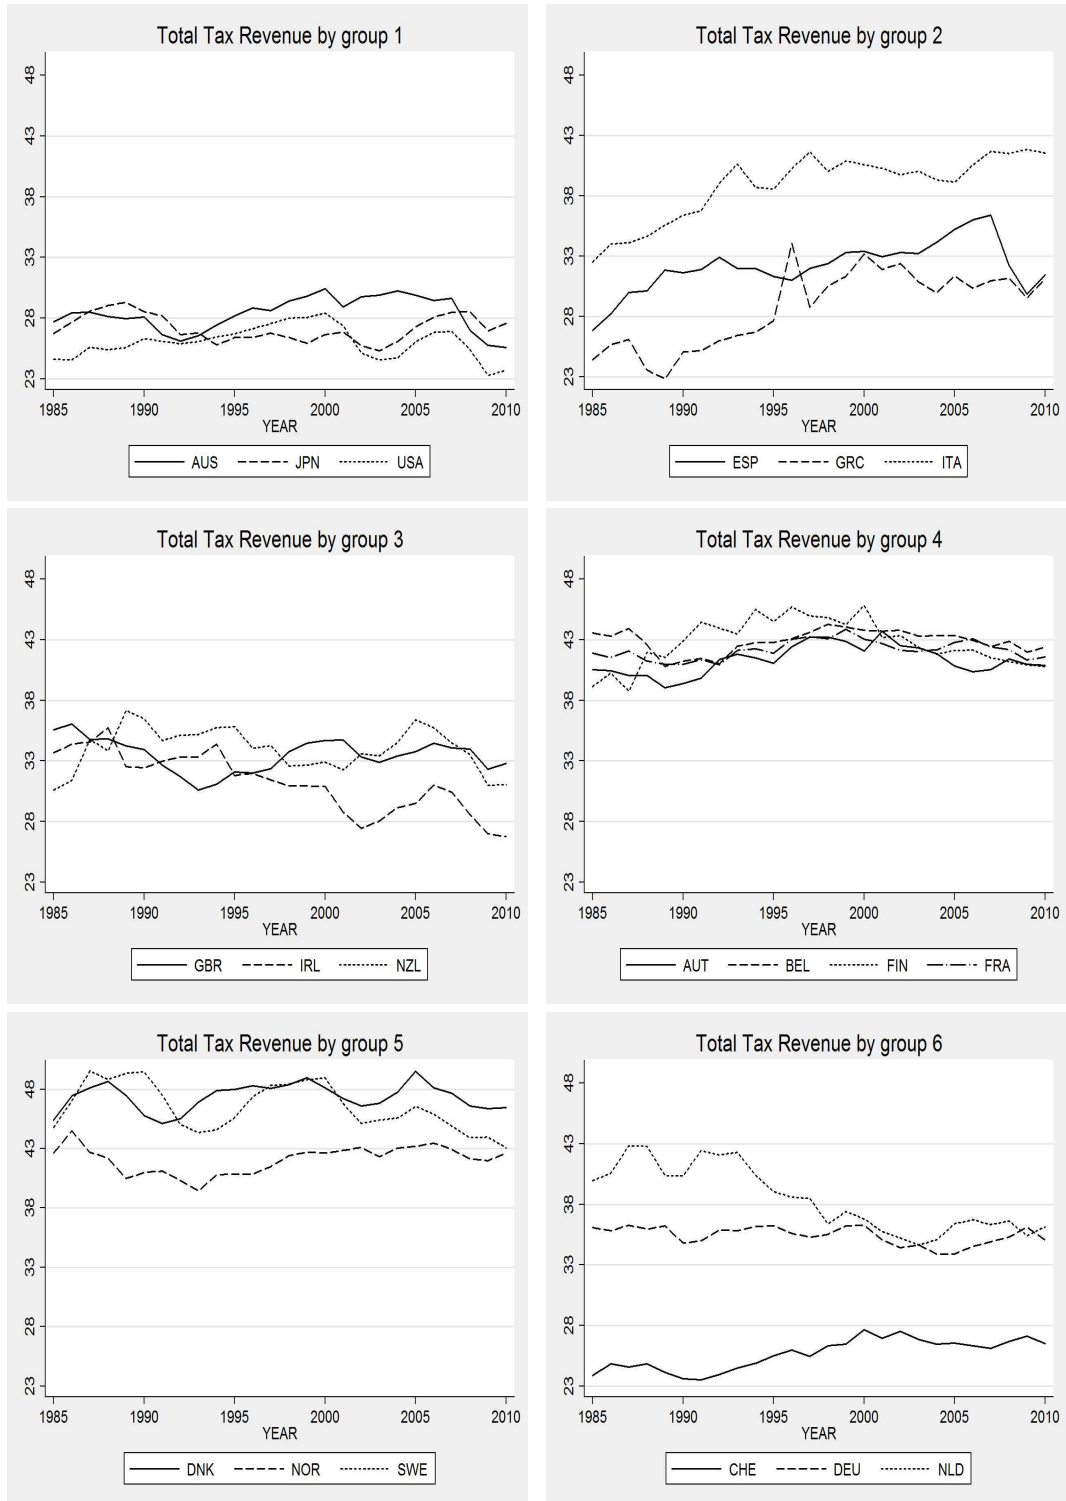 Total Tax Revenue by group 1
48
43
38
33
28
23
1985 1990 1995 2000 2005 2010
YEAR
AUS JPN USA
Total Tax Revenue by group 2
48
43
38
33
28
23
1985 1990 1995 2000 2005 2010
YEAR
ESP GRC ITA
Total Tax Revenue by group 3
48
43
38
33
28
23
1985 1990 1995 2000 2005 2010
YEAR
GBR IRL NZL
Total Tax Revenue by group 4
48
43
38
33
28
23
1985 1990 1995 2000 2005 2010
YEAR
AUT BEL FIN FRA
Total Tax Revenue by group 5
48
43
38
33
28
23
1985 1990 1995 2000 2005 2010
YEAR
DNK NOR SWE
Total Tax Revenue by group 6
48
43
38
33
28
23
1985 1990 1995 2000 2005 2010
YEAR
CHE DEU NLD